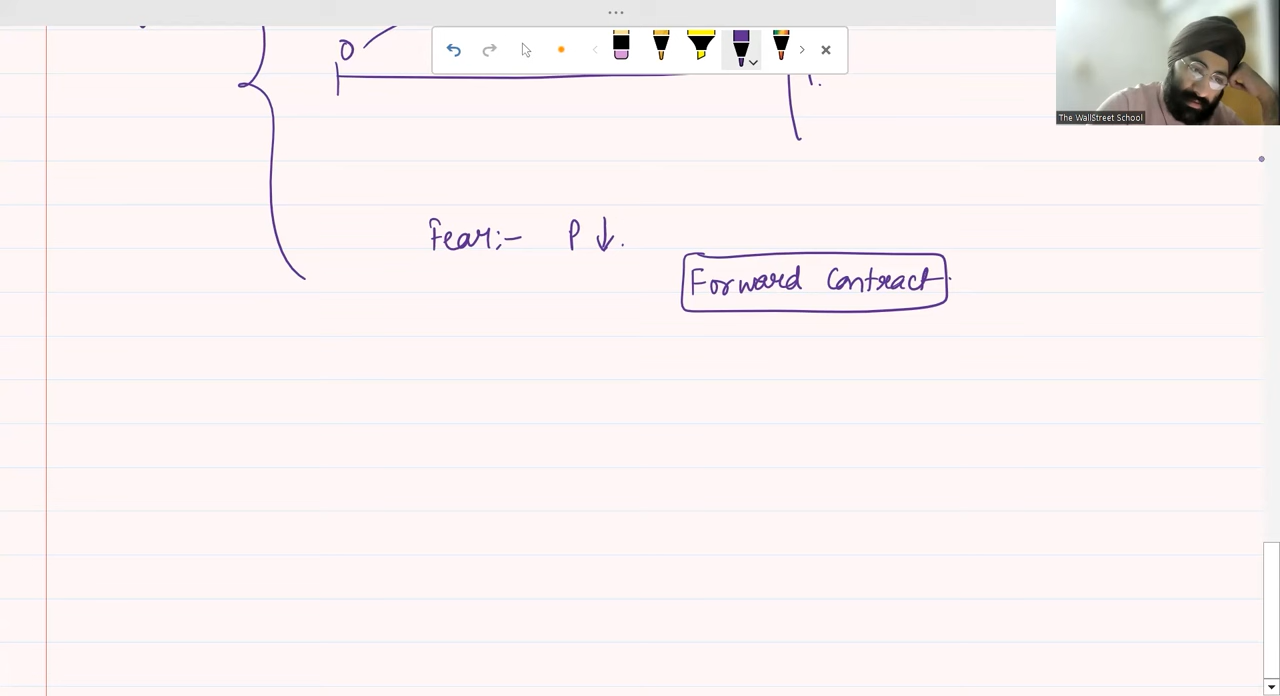 0
Fear:- P ↓.
Forward Contract.
The WallStreet School